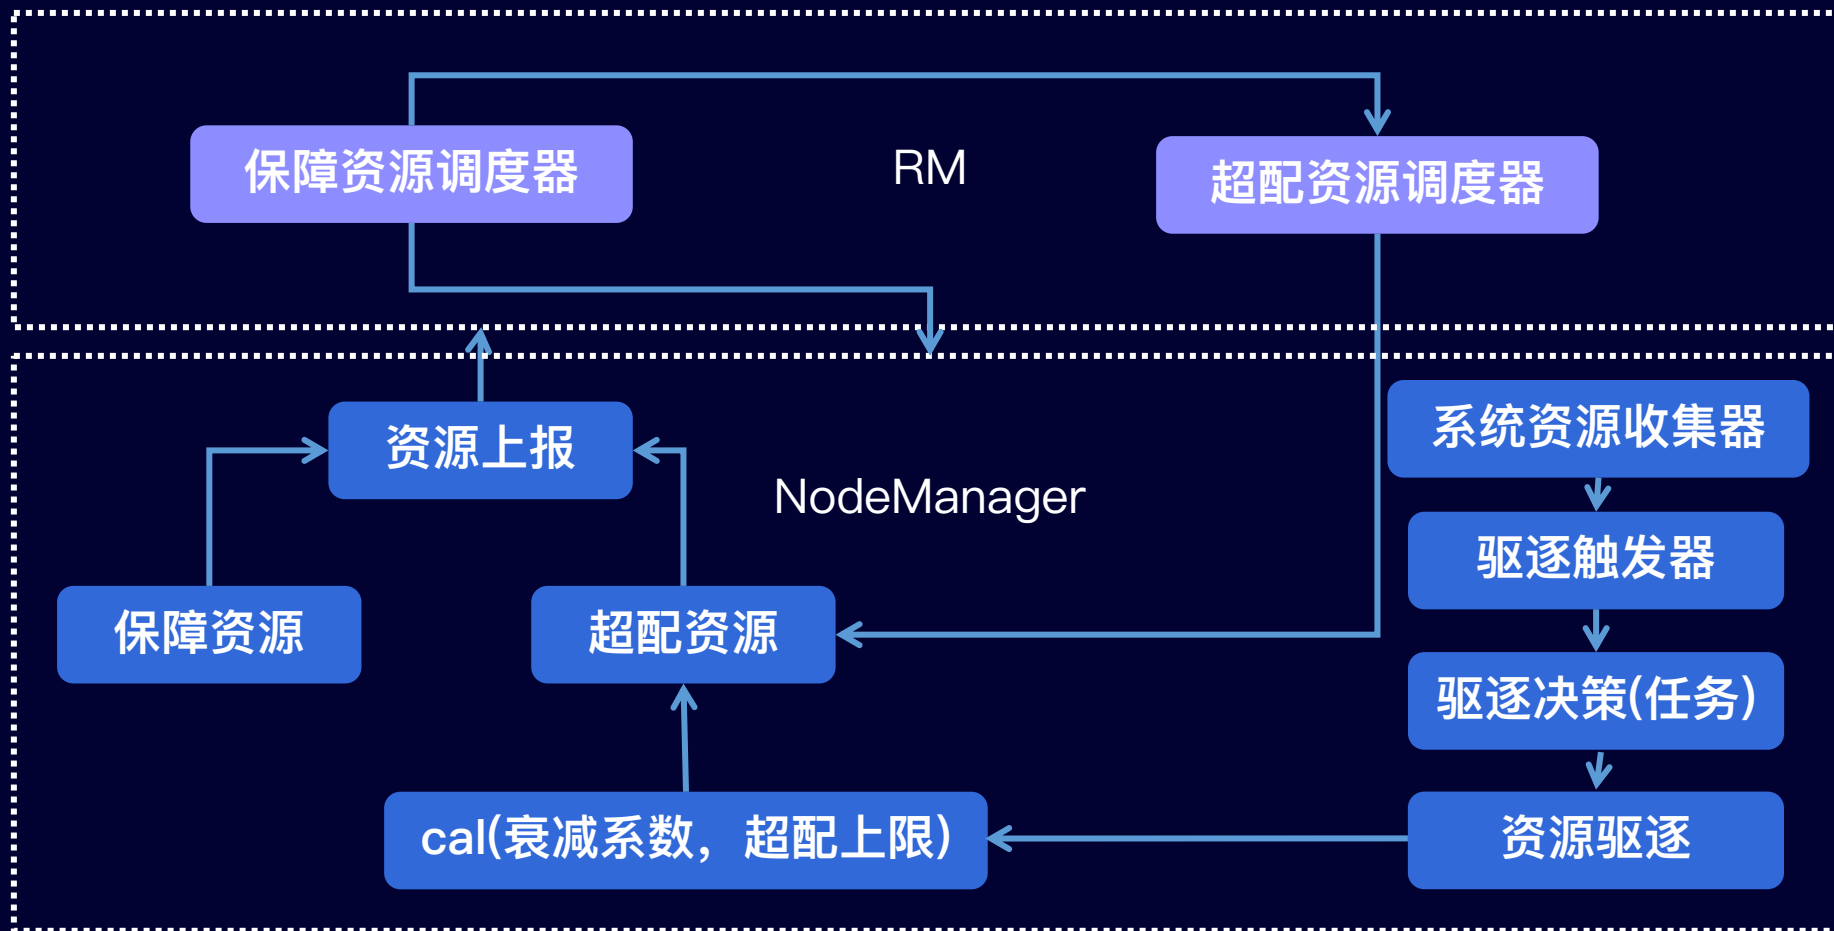 保障资源调度器
RM
超配资源调度器
资源上报
系统资源收集器
NodeManager
驱逐触发器
保障资源
超配资源
驱逐决策(任务)
cal(衰减系数，超配上限)
资源驱逐